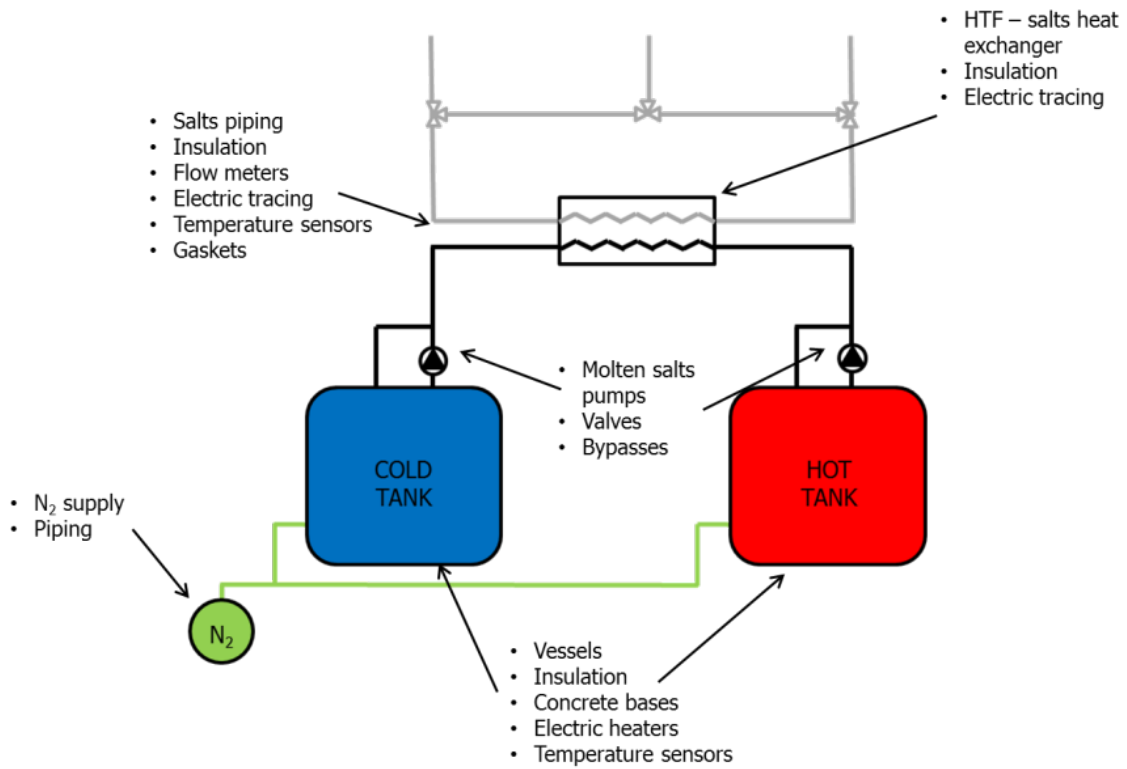 • HTF – salts heat
exchanger
• Insulation
• Electric tracing
• Salts piping
• Insulation
• Flow meters
• Electric tracing
• Temperature sensors
• Gaskets
• Molten salts
pumps
• Valves
• Bypasses
COLD
TANK
HOT
TANK
• N₂ supply
• Piping
N₂
• Vessels
• Insulation
• Concrete bases
• Electric heaters
• Temperature sensors